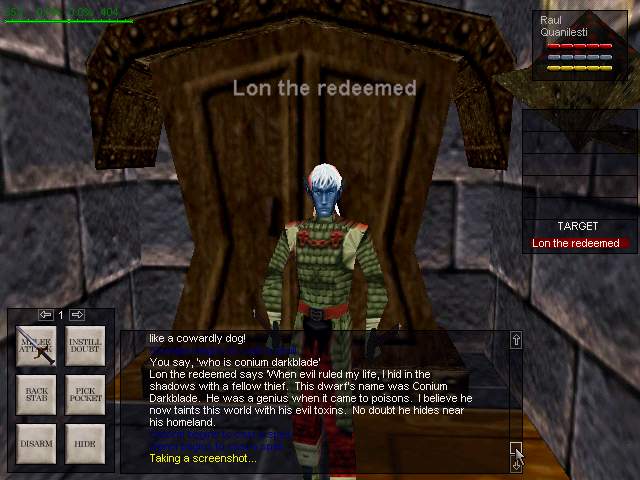 Raul
Quanilesti
Lon the redeemed
TARGET
Lon the redeemed
1
MELEE
ATTACK
INSTILL
DOUBT
BACK
STAB
PICK
POCKET
DISARM
HIDE
like a cowardly dog!
You say, 'who is conium darkblade'
Lon the redeemed says 'When evil ruled my life, I hid in the
shadows with a fellow thief. This dwarf's name was Conium
Darkblade. He was a genius when it came to poisons. I believe he
now taints this world with his evil toxins. No doubt he hides near
his homeland.
Taking a screenshot...